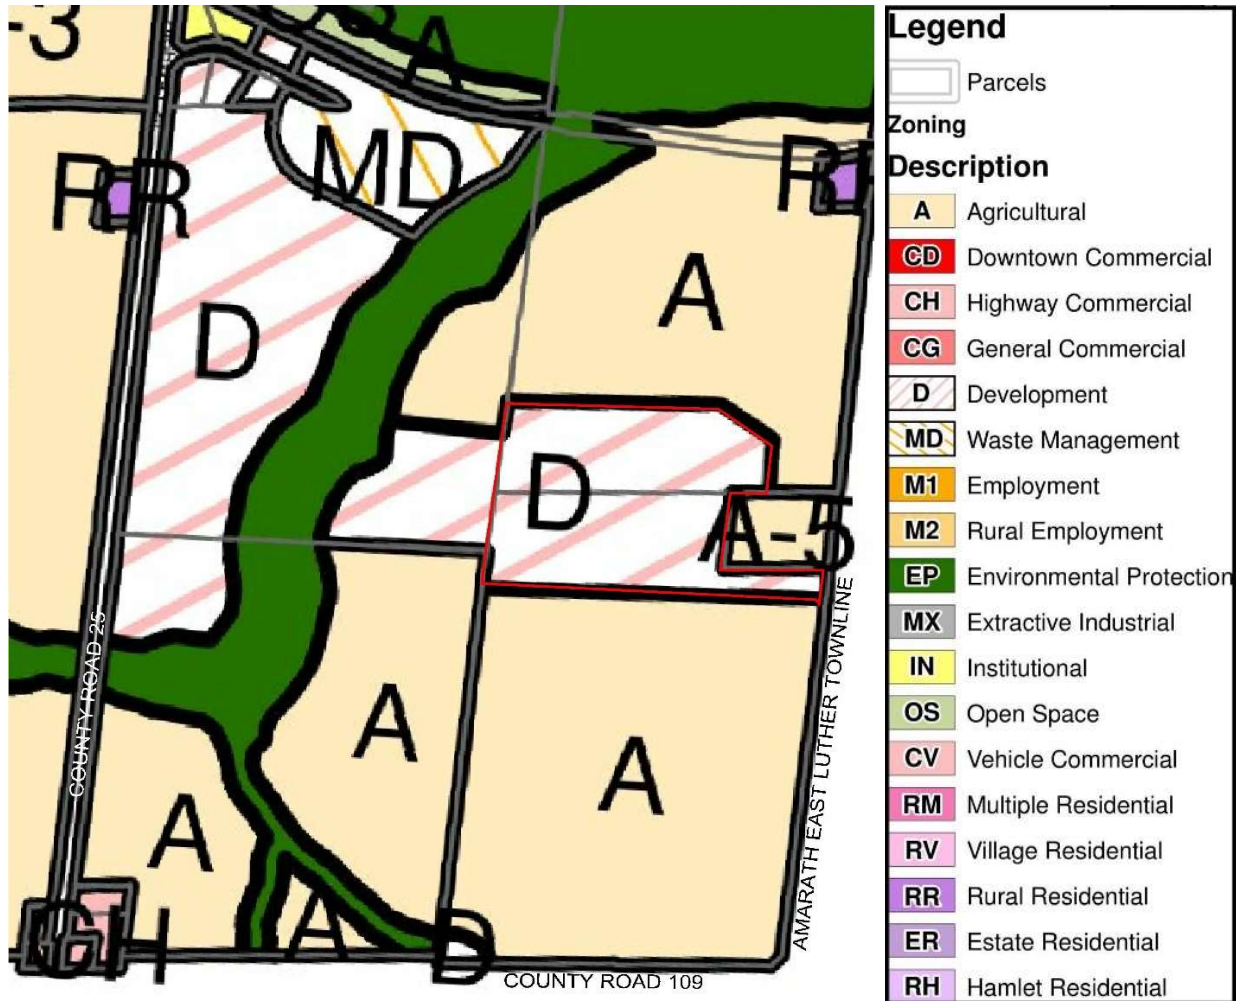 -3
A
MD
RR
R
A
D
D
A-5
A
A
A
A
CH
D
COUNTY ROAD 25
AMARATH EAST LUTHER TOWNLINE
COUNTY ROAD 109
Legend
Parcels
Zoning
Description
A Agricultural
CD Downtown Commercial
CH Highway Commercial
CG General Commercial
D Development
MD Waste Management
M1 Employment
M2 Rural Employment
EP Environmental Protection
MX Extractive Industrial
IN Institutional
OS Open Space
CV Vehicle Commercial
RM Multiple Residential
RV Village Residential
RR Rural Residential
ER Estate Residential
RH Hamlet Residential